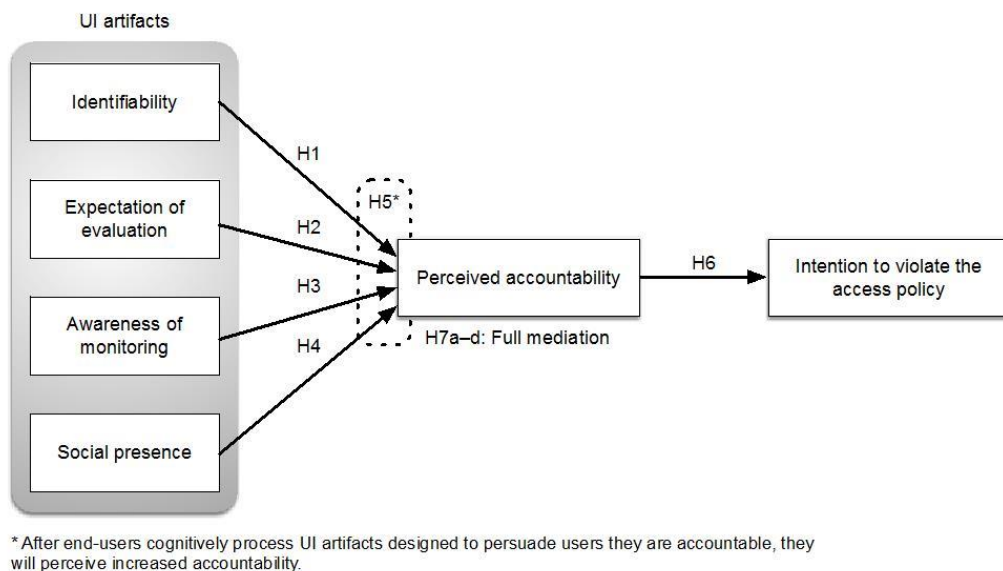 UI artifacts
Identifiability
H1
H5*
Expectation of
evaluation
H2
H3
Perceived accountability
H6
Intention to violate the
access policy
Awareness of
monitoring
H4
H7a–d: Full mediation
Social presence
* After end-users cognitively process UI artifacts designed to persuade users they are accountable, they
will perceive increased accountability.